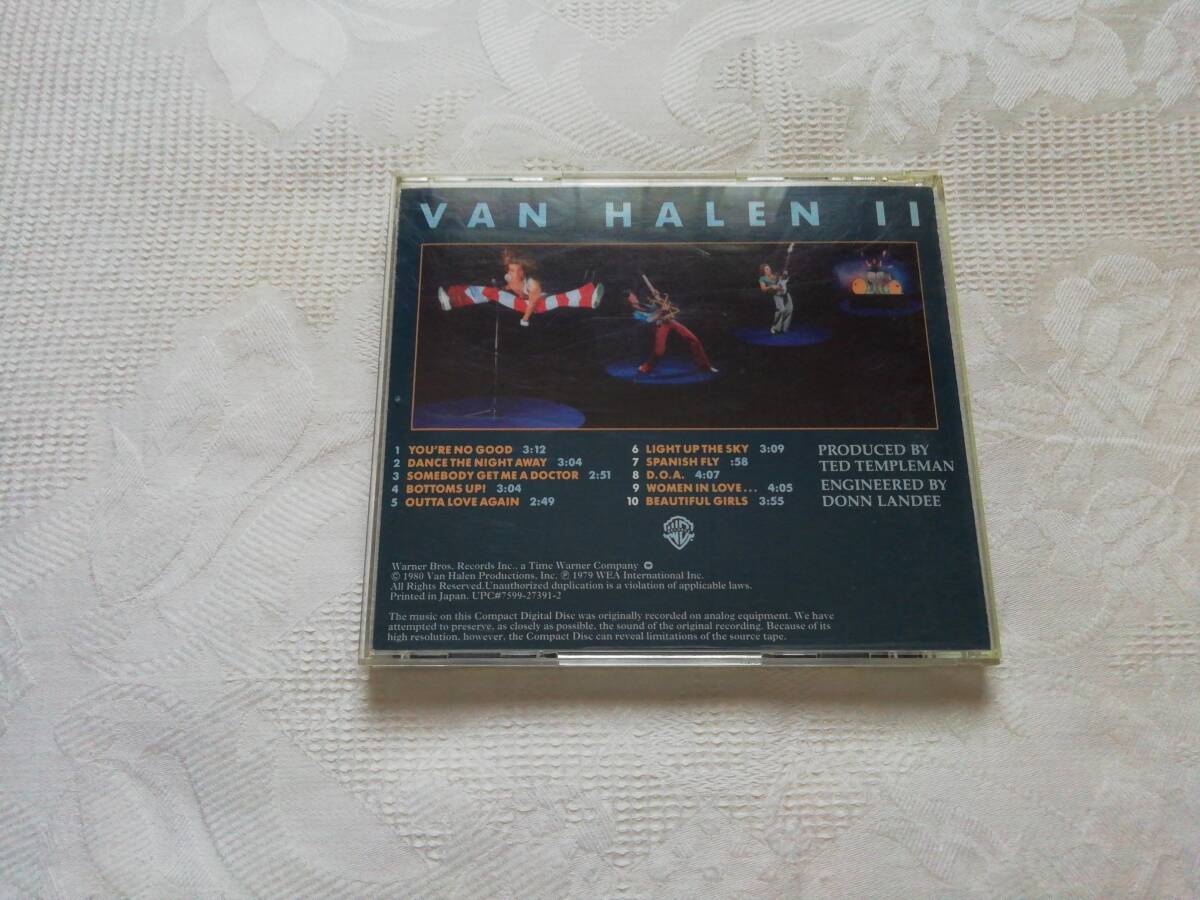 VAN HALEN II
1 YOU'RE NO GOOD 3:12
2 DANCE THE NIGHT AWAY 3:04
3 SOMEBODY GET ME A DOCTOR 2:51
4 BOTTOMS UP! 3:04
5 OUTTA LOVE AGAIN 2:49
6 LIGHT UP THE SKY 3:09
7 SPANISH FLY :58
8 D.O.A. 4:07
9 WOMEN IN LOVE... 4:05
10 BEAUTIFUL GIRLS 3:55
PRODUCED BY
TED TEMPLEMAN
ENGINEERED BY
DONN LANDEE
Warner Bros. Records Inc., a Time Warner Company
© 1980 Van Halen Productions, Inc. ℗ 1979 WEA International Inc.
All Rights Reserved.Unauthorized duplication is a violation of applicable laws.
Printed in Japan. UPC#7599-27391-2
The music on this Compact Digital Disc was originally recorded on analog equipment. We have
attempted to preserve, as closely as possible, the sound of the original recording. Because of its
high resolution, however, the Compact Disc can reveal limitations of the source tape.